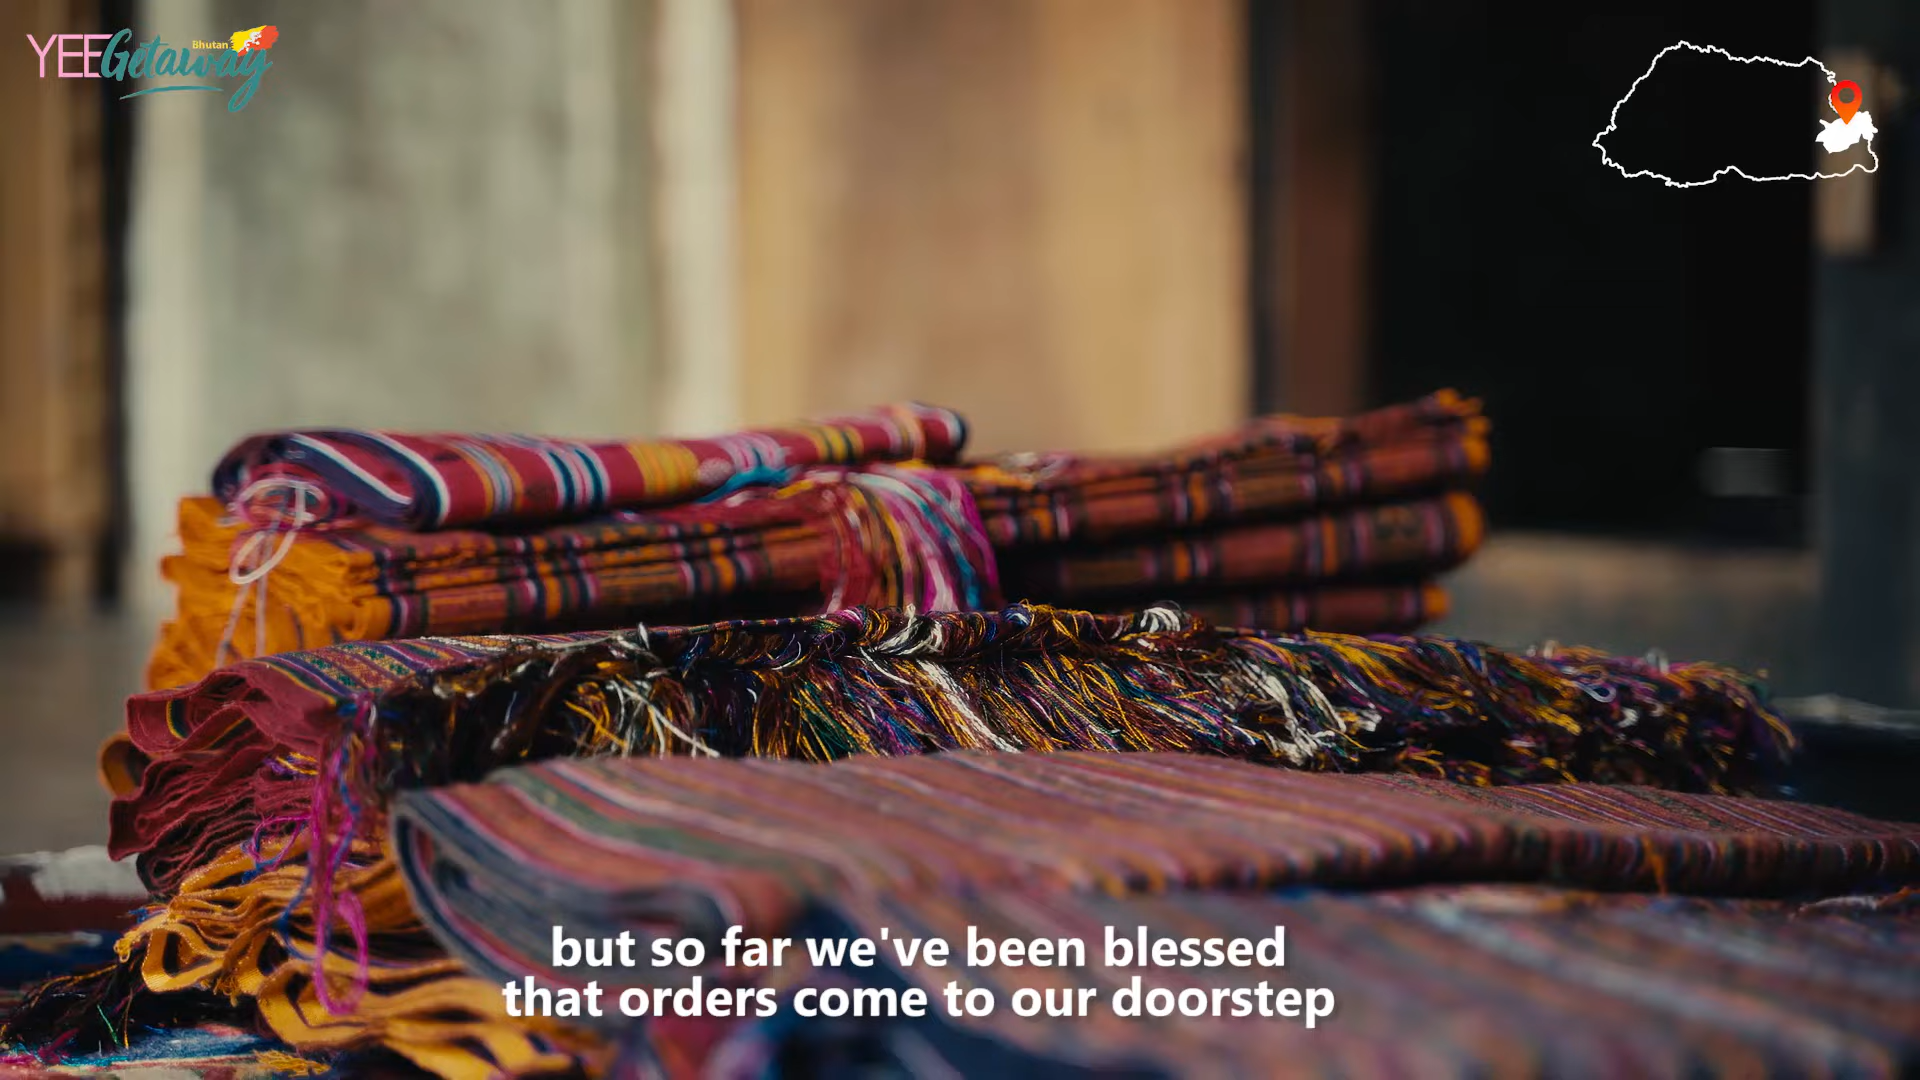 YEEGetaway
Bhutan
but so far we've been blessed
that orders come to our doorstep